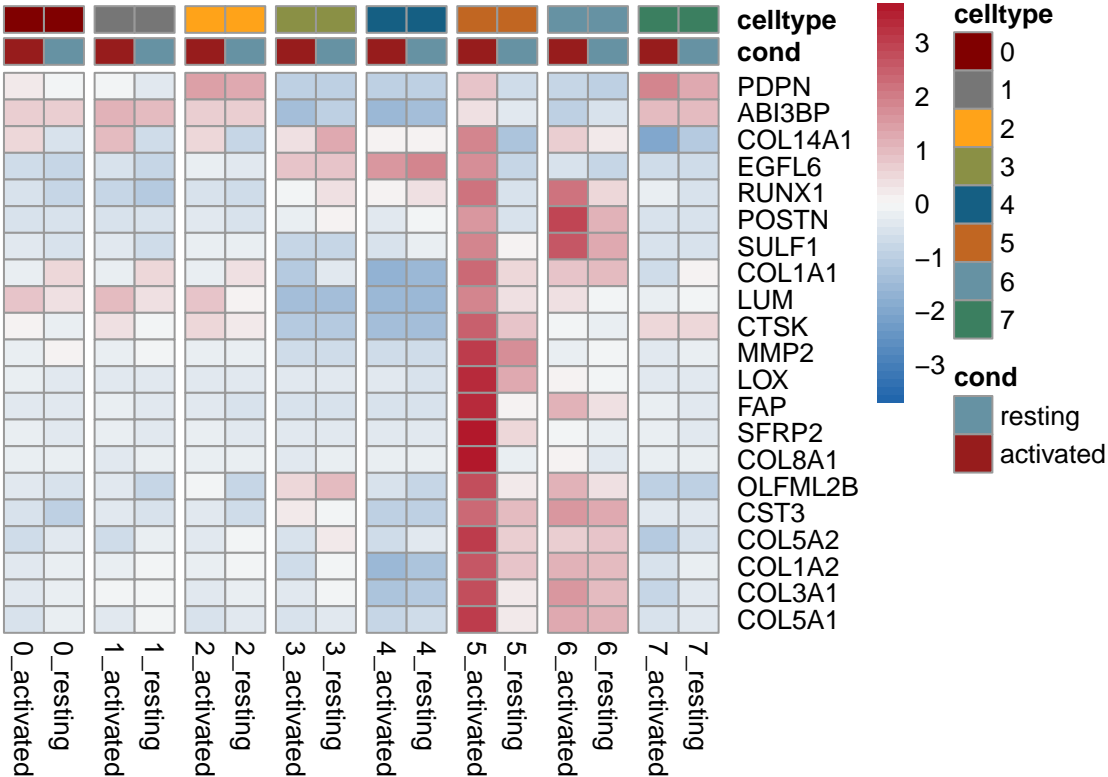 celltype
cond
PDPN
ABI3BP
COL14A1
EGFL6
RUNX1
POSTN
SULF1
COL1A1
LUM
CTSK
MMP2
LOX
FAP
SFRP2
COL8A1
OLFML2B
CST3
COL5A2
COL1A2
COL3A1
COL5A1
0_activated
0_resting
1_activated
1_resting
2_activated
2_resting
3_activated
3_resting
4_activated
4_resting
5_activated
5_resting
6_activated
6_resting
7_activated
7_resting
3
2
1
0
−1
−2
−3
celltype
0
1
2
3
4
5
6
7
cond
resting
activated